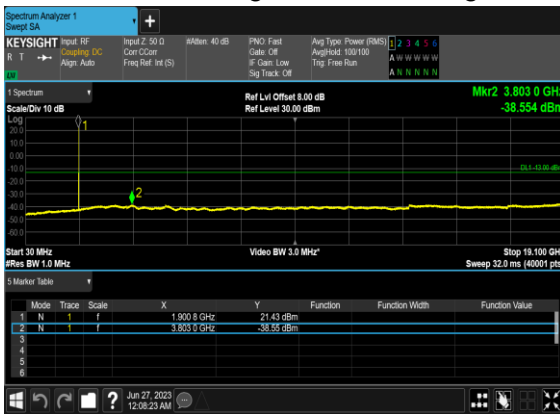 Spectrum Analyzer 1
Swept SA
KEYSIGHT Input: RF Input Z: 50 Ω #Atten: 40 dB PNO: Fast Avg Type: Power (RMS) 1 2 3 4 5 6
R T Coupling: DC Corr CCorr Gate: Off Avg|Hold: 100/100 A W W W W W
Align: Auto Freq Ref: Int (S) IF Gain: Low Trig: Free Run
Sig Track: Off A N N N N N
LV
1 Spectrum Ref Lvl Offset 8.00 dB Mkr2 3.803 0 GHz
Scale/Div 10 dB Ref Level 30.00 dBm -38.554 dBm
Log
20.0
10.0
0.00
-10.0
DL1 -13.00 dBm
-20.0
-30.0
-40.0
-50.0
-60.0
1
2
Start 30 MHz Video BW 3.0 MHz* Stop 19.100 GHz
#Res BW 1.0 MHz Sweep 32.0 ms (40001 pts)
5 Marker Table
Mode Trace Scale X Y Function Function Width Function Value
1 N 1 f 1.900 8 GHz 21.43 dBm
2 N 1 f 3.803 0 GHz -38.55 dBm
3
4
5
6
? Jun 27, 2023
12:08:23 AM